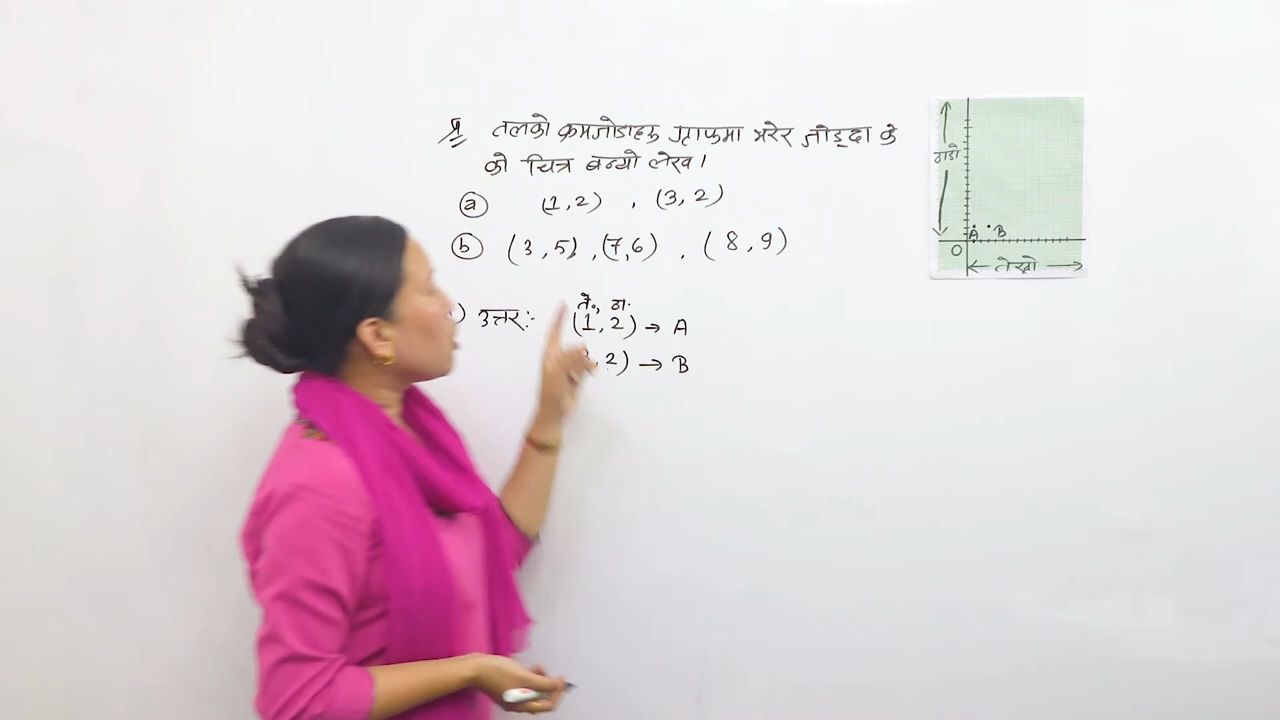 प्र तलको क्रमजोडाहरू ग्राफमा भरेर जोड्दा के
को चित्र बन्यो लेख।
ⓐ (1,2) , (3,2)
ⓑ (3,5) , (7,6) , (8,9)
) उत्तरः-
ते., ठा.
(1,2) → A
,2) → B
ठाडो
A B
O
तेर्सो